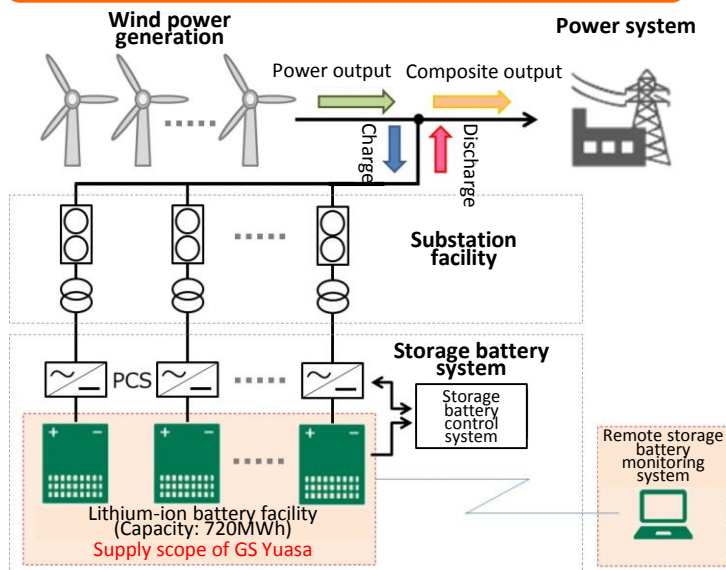 Wind power
generation
Power system
Power output
Composite output
Charge
Discharge
Substation
facility
Storage battery
system
PCS
Storage
battery
control
system
+ −
+ −
+ −
Lithium-ion battery facility
(Capacity: 720MWh)
Supply scope of GS Yuasa
Remote storage
battery
monitoring
system